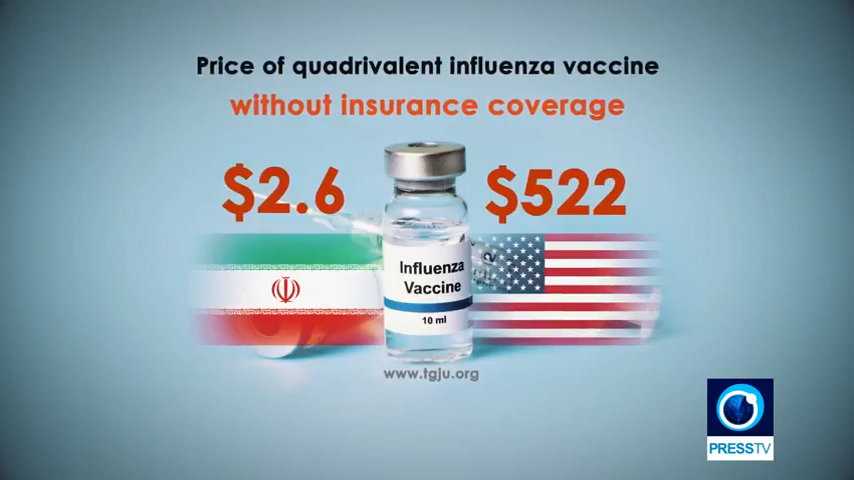 Price of quadrivalent influenza vaccine
without insurance coverage
$2.6
$522
Influenza
Vaccine
10 ml
www.tgju.org
PRESSTV